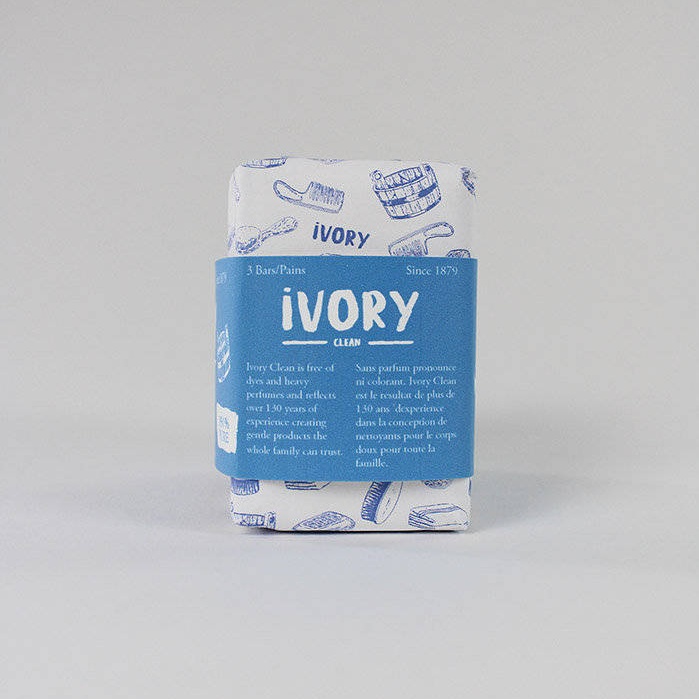 iVORY
3 Bars/Pains
Since 1879
iVORY
CLEAN
Ivory Clean is free of
dyes and heavy
perfumes and reflects
over 130 years of
experience creating
gentle products the
whole family can trust.
Sans parfum pronounce
ni colorant. Ivory Clean
est le resultat de plus de
130 ans 'dexperience
dans la conception de
nettoyants pour le corps
doux pour toute la
famille.